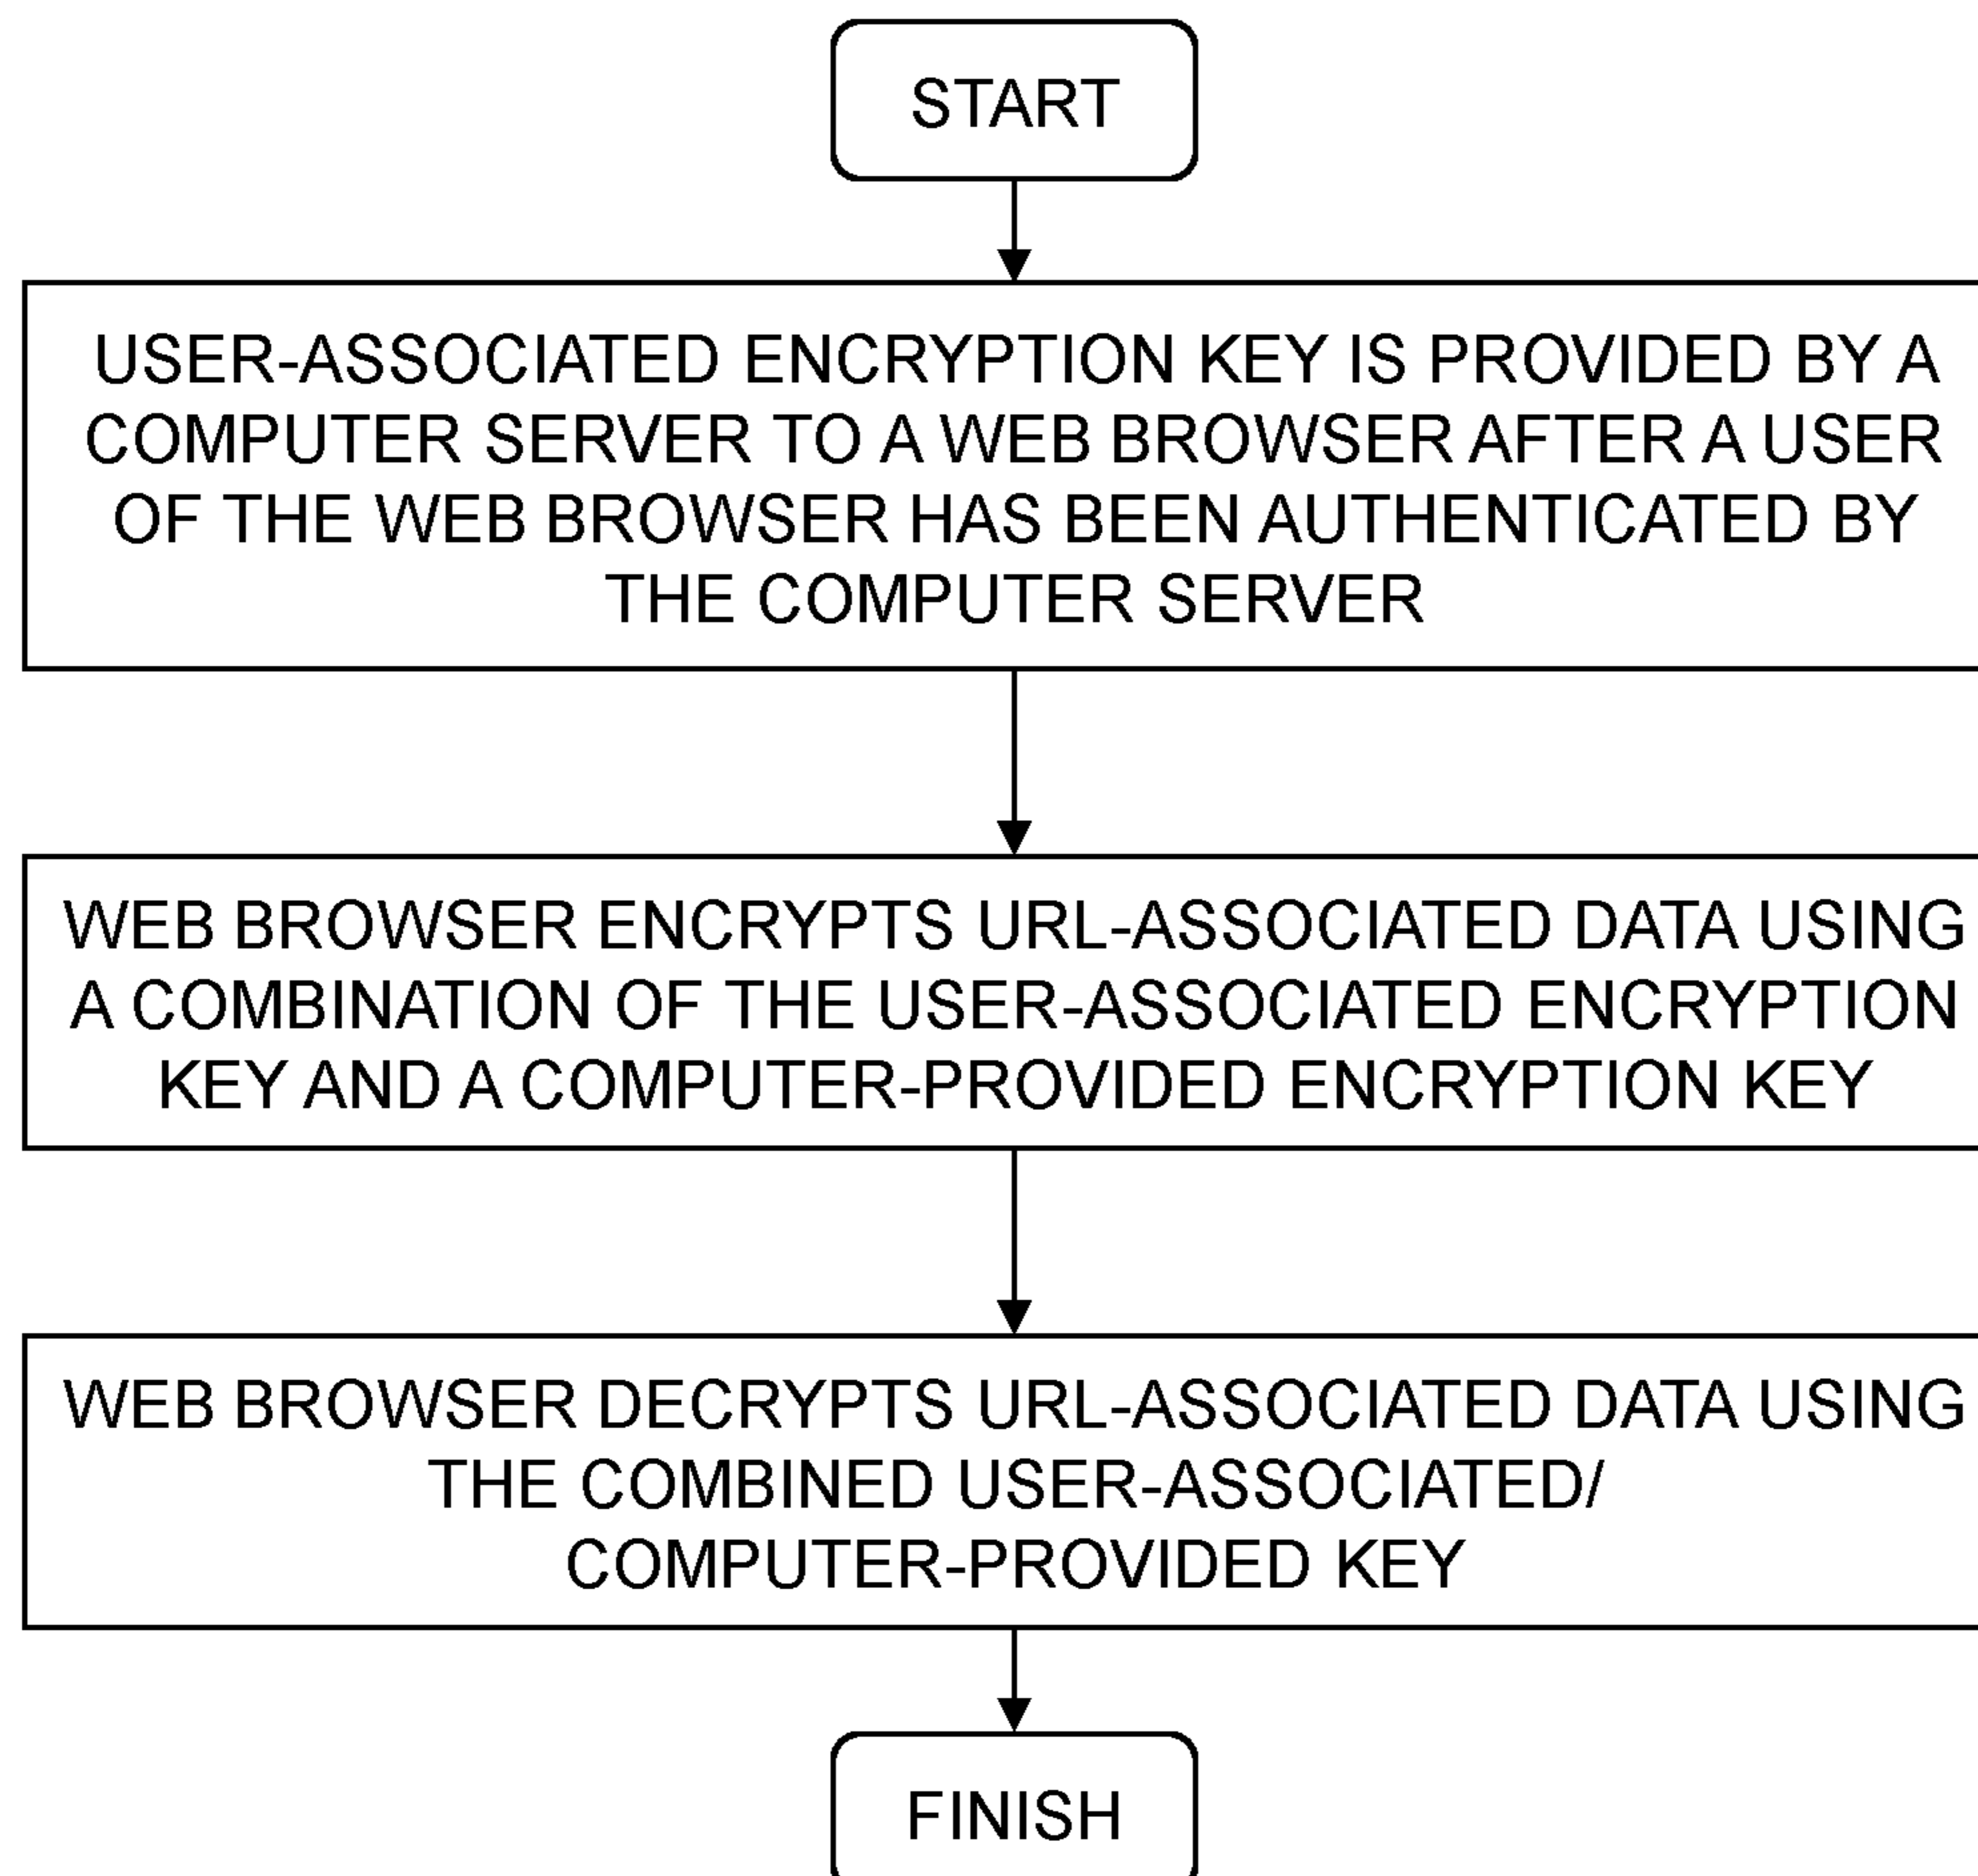 START
USER-ASSOCIATED ENCRYPTION KEY IS PROVIDED BY A
COMPUTER SERVER TO A WEB BROWSER AFTER A USER
OF THE WEB BROWSER HAS BEEN AUTHENTICATED BY
THE COMPUTER SERVER
WEB BROWSER ENCRYPTS URL-ASSOCIATED DATA USING
A COMBINATION OF THE USER-ASSOCIATED ENCRYPTION
KEY AND A COMPUTER-PROVIDED ENCRYPTION KEY
WEB BROWSER DECRYPTS URL-ASSOCIATED DATA USING
THE COMBINED USER-ASSOCIATED/
COMPUTER-PROVIDED KEY
FINISH